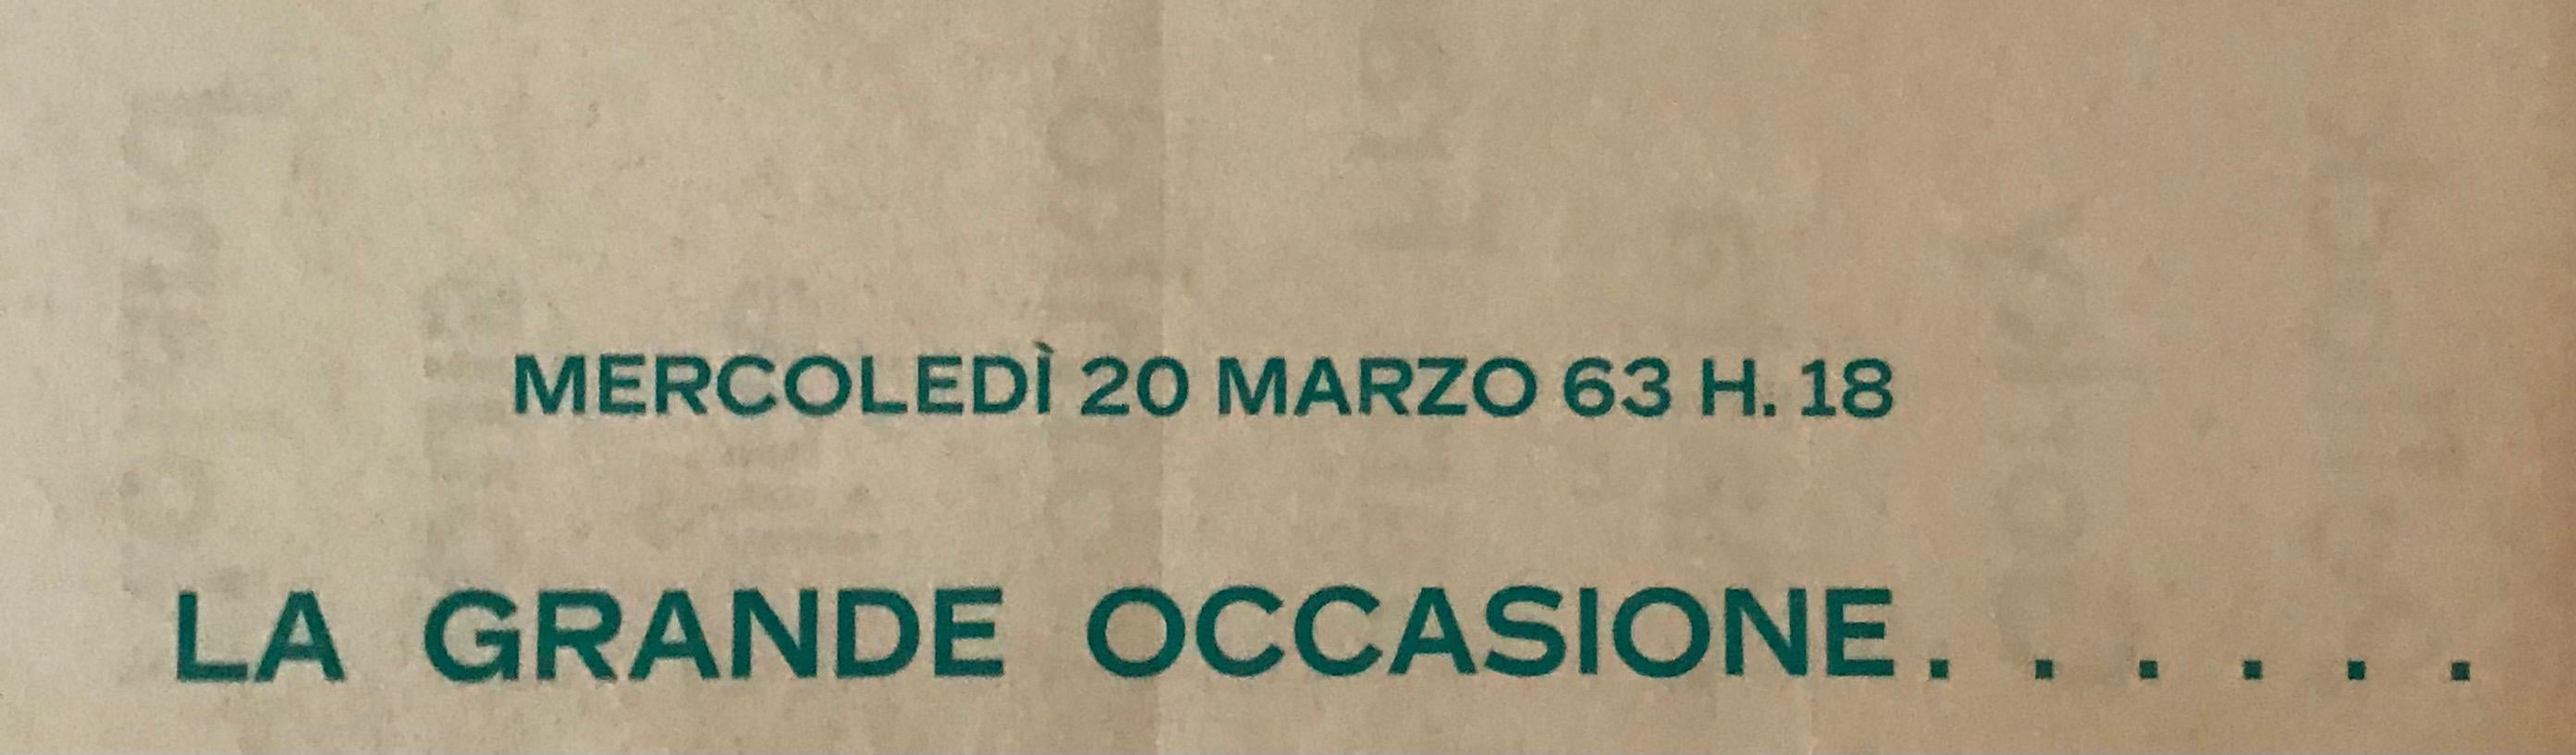 MERCOLEDÌ 20 MARZO 63 H. 18
LA GRANDE OCCASIONE. . . . . .